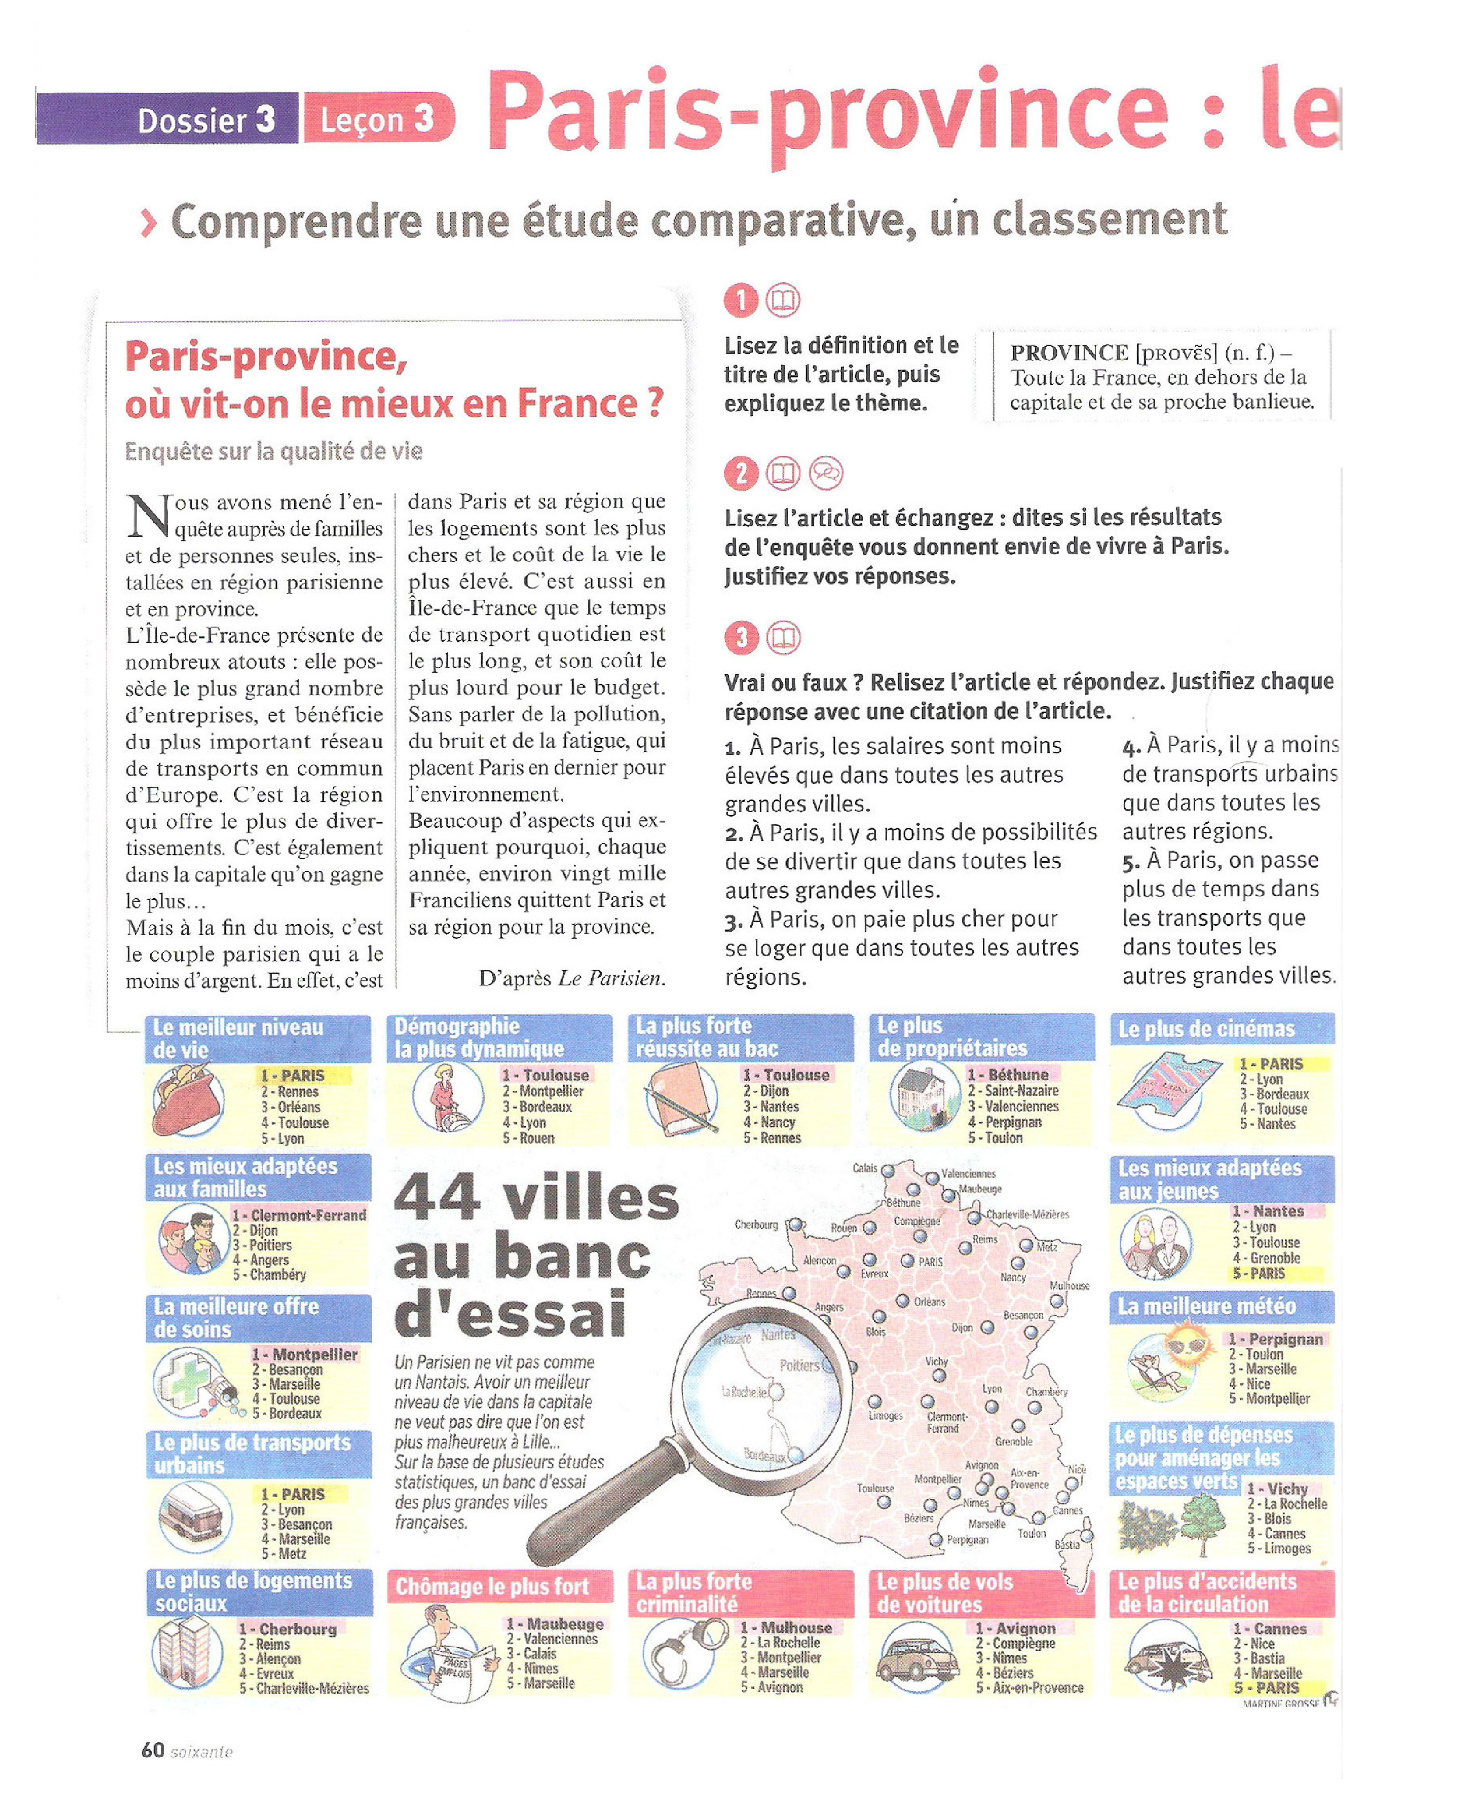 Dossier 3 Leçon 3 Paris-province : le
› Comprendre une étude comparative, un classement
Paris-province,
où vit-on le mieux en France ?
Enquête sur la qualité de vie
Nous avons mené l'en-
quête auprès de familles
et de personnes seules, ins-
tallées en région parisienne
et en province.
L'Île-de-France présente de
nombreux atouts : elle pos-
sède le plus grand nombre
d'entreprises, et bénéficie
du plus important réseau
de transports en commun
d'Europe. C'est la région
qui offre le plus de diver-
tissements. C'est également
dans la capitale qu'on gagne
le plus…
Mais à la fin du mois, c'est
le couple parisien qui a le
moins d'argent. En effet, c'est
dans Paris et sa région que
les logements sont les plus
chers et le coût de la vie le
plus élevé. C'est aussi en
Île-de-France que le temps
de transport quotidien est
le plus long, et son coût le
plus lourd pour le budget.
Sans parler de la pollution,
du bruit et de la fatigue, qui
placent Paris en dernier pour
l'environnement.
Beaucoup d'aspects qui ex-
pliquent pourquoi, chaque
année, environ vingt mille
Franciliens quittent Paris et
sa région pour la province.
D'après Le Parisien.
1
Lisez la définition et le
titre de l'article, puis
expliquez le thème.
PROVINCE [pʀovɛ̃s] (n. f.) –
Toute la France, en dehors de la
capitale et de sa proche banlieue.
2
Lisez l'article et échangez : dites si les résultats
de l'enquête vous donnent envie de vivre à Paris.
Justifiez vos réponses.
3
Vrai ou faux ? Relisez l'article et répondez. Justifiez chaque
réponse avec une citation de l'article.
1. À Paris, les salaires sont moins
élevés que dans toutes les autres
grandes villes.
2. À Paris, il y a moins de possibilités
de se divertir que dans toutes les
autres grandes villes.
3. À Paris, on paie plus cher pour
se loger que dans toutes les autres
régions.
4. À Paris, il y a moins
de transports urbains
que dans toutes les
autres régions.
5. À Paris, on passe
plus de temps dans
les transports que
dans toutes les
autres grandes villes.
Le meilleur niveau
de vie
1 - PARIS
2 - Rennes
3 - Orléans
4 - Toulouse
5 - Lyon
Démographie
la plus dynamique
1 - Toulouse
2 - Montpellier
3 - Bordeaux
4 - Lyon
5 - Rouen
La plus forte
réussite au bac
1 - Toulouse
2 - Dijon
3 - Nantes
4 - Nancy
5 - Rennes
Le plus
de propriétaires
1 - Béthune
2 - Saint-Nazaire
3 - Valenciennes
4 - Perpignan
5 - Toulon
Le plus de cinémas
1 - PARIS
2 - Lyon
3 - Bordeaux
4 - Toulouse
5 - Nantes
Les mieux adaptées
aux familles
1 - Clermont-Ferrand
2 - Dijon
3 - Poitiers
4 - Angers
5 - Chambéry
La meilleure offre
de soins
1 - Montpellier
2 - Besançon
3 - Marseille
4 - Toulouse
5 - Bordeaux
Le plus de transports
urbains
1 - PARIS
2 - Lyon
3 - Besançon
4 - Marseille
5 - Metz
Le plus de logements
sociaux
1 - Cherbourg
2 - Reims
3 - Alençon
4 - Evreux
5 - Charleville-Mézières
44 villes
au banc
d'essai
Un Parisien ne vit pas comme
un Nantais. Avoir un meilleur
niveau de vie dans la capitale
ne veut pas dire que l'on est
plus malheureux à Lille...
Sur la base de plusieurs études
statistiques, un banc d'essai
des plus grandes villes
françaises.
Calais
Valenciennes
Maubeuge
Béthune
Cherbourg
Rouen
Compiègne
Charleville-Mézières
Reims
Metz
Alençon
Evreux
PARIS
Nancy
Mulhouse
Rennes
Angers
Orléans
Blois
Dijon
Besançon
Nantes
Poitiers
La Rochelle
Bordeaux
Vichy
Lyon
Chambéry
Limoges
Clermont-
Ferrand
Grenoble
Avignon
Aix-en-
Provence
Nice
Montpellier
Toulouse
Nîmes
Cannes
Béziers
Marseille
Toulon
Perpignan
Bastia
Les mieux adaptées
aux jeunes
1 - Nantes
2 - Lyon
3 - Toulouse
4 - Grenoble
5 - PARIS
La meilleure météo
1 - Perpignan
2 - Toulon
3 - Marseille
4 - Nice
5 - Montpellier
Le plus de dépenses
pour aménager les
espaces verts
1 - Vichy
2 - La Rochelle
3 - Blois
4 - Cannes
5 - Limoges
Chômage le plus fort
PAGES
EMPLOIS
1 - Maubeuge
2 - Valenciennes
3 - Calais
4 - Nîmes
5 - Marseille
La plus forte
criminalité
1 - Mulhouse
2 - La Rochelle
3 - Montpellier
4 - Marseille
5 - Avignon
Le plus de vols
de voitures
1 - Avignon
2 - Compiègne
3 - Nîmes
4 - Béziers
5 - Aix-en-Provence
Le plus d'accidents
de la circulation
1 - Cannes
2 - Nice
3 - Bastia
4 - Marseille
5 - PARIS
MARTINE GROSSE
60 soixante